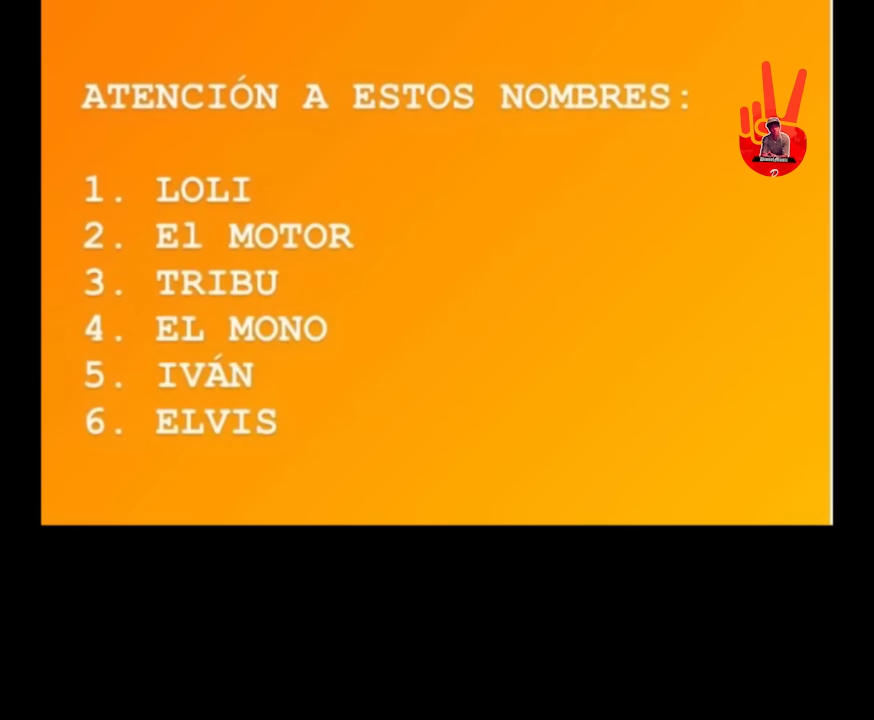 ATENCIÓN A ESTOS NOMBRES:
1. LOLI
2. El MOTOR
3. TRIBU
4. EL MONO
5. IVÁN
6. ELVIS